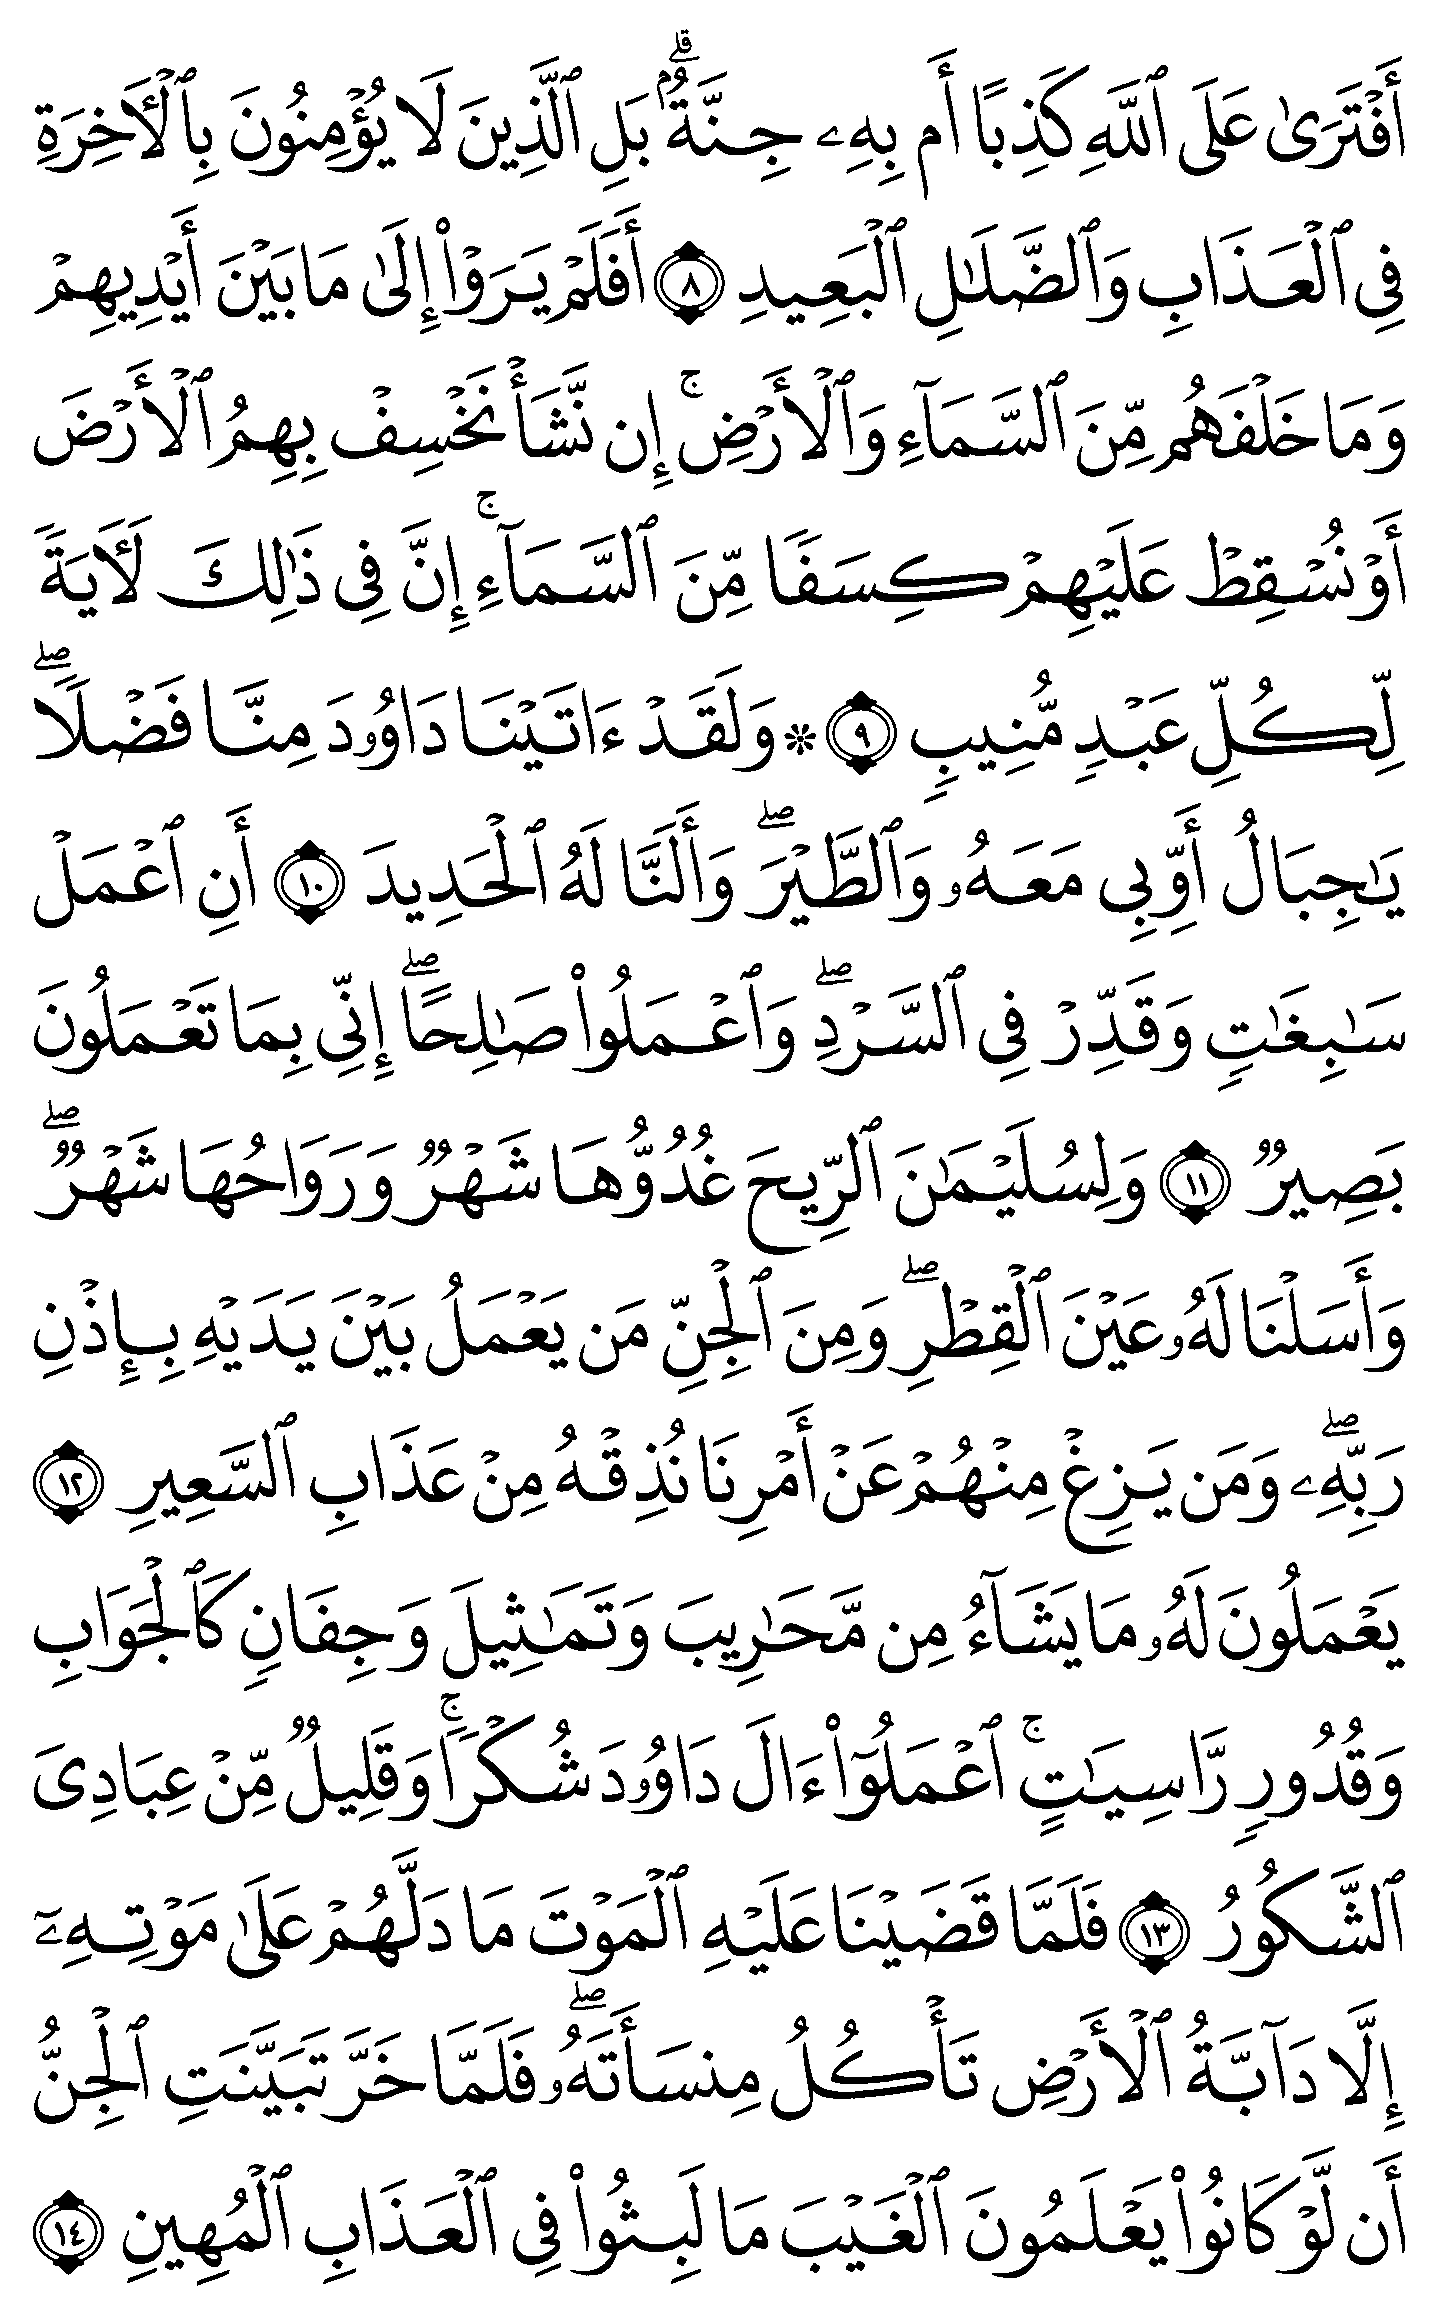 أَفْتَرَىٰ عَلَى ٱللَّهِ كَذِبًا أَم بِهِۦ جِنَّةٌۢ ۗ بَلِ ٱلَّذِينَ لَا يُؤْمِنُونَ بِٱلْـَٔاخِرَةِ
فِى ٱلْعَذَابِ وَٱلضَّلَـٰلِ ٱلْبَعِيدِ ٨ أَفَلَمْ يَرَوْا۟ إِلَىٰ مَا بَيْنَ أَيْدِيهِمْ
وَمَا خَلْفَهُم مِّنَ ٱلسَّمَآءِ وَٱلْأَرْضِ ۚ إِن نَّشَأْ نَخْسِفْ بِهِمُ ٱلْأَرْضَ
أَوْ نُسْقِطْ عَلَيْهِمْ كِسَفًا مِّنَ ٱلسَّمَآءِ ۚ إِنَّ فِى ذَٰلِكَ لَـَٔايَةً
لِّكُلِّ عَبْدٍ مُّنِيبٍ ٩ ۞ وَلَقَدْ ءَاتَيْنَا دَاوُۥدَ مِنَّا فَضْلًا ۖ
يَـٰجِبَالُ أَوِّبِى مَعَهُۥ وَٱلطَّيْرَ ۖ وَأَلَنَّا لَهُ ٱلْحَدِيدَ ١٠ أَنِ ٱعْمَلْ
سَـٰبِغَـٰتٍ وَقَدِّرْ فِى ٱلسَّرْدِ ۖ وَٱعْمَلُوا۟ صَـٰلِحًا ۖ إِنِّى بِمَا تَعْمَلُونَ
بَصِيرٌ ١١ وَلِسُلَيْمَـٰنَ ٱلرِّيحَ غُدُوُّهَا شَهْرٌ وَرَوَاحُهَا شَهْرٌ ۖ
وَأَسَلْنَا لَهُۥ عَيْنَ ٱلْقِطْرِ ۖ وَمِنَ ٱلْجِنِّ مَن يَعْمَلُ بَيْنَ يَدَيْهِ بِإِذْنِ
رَبِّهِۦ ۖ وَمَن يَزِغْ مِنْهُمْ عَنْ أَمْرِنَا نُذِقْهُ مِنْ عَذَابِ ٱلسَّعِيرِ ١٢
يَعْمَلُونَ لَهُۥ مَا يَشَآءُ مِن مَّحَـٰرِيبَ وَتَمَـٰثِيلَ وَجِفَانٍ كَٱلْجَوَابِ
وَقُدُورٍ رَّاسِيَـٰتٍ ۚ ٱعْمَلُوٓا۟ ءَالَ دَاوُۥدَ شُكْرًا ۚ وَقَلِيلٌ مِّنْ عِبَادِىَ
ٱلشَّكُورُ ١٣ فَلَمَّا قَضَيْنَا عَلَيْهِ ٱلْمَوْتَ مَا دَلَّهُمْ عَلَىٰ مَوْتِهِۦٓ
إِلَّا دَآبَّةُ ٱلْأَرْضِ تَأْكُلُ مِنسَأَتَهُۥ ۖ فَلَمَّا خَرَّ تَبَيَّنَتِ ٱلْجِنُّ
أَن لَّوْ كَانُوا۟ يَعْلَمُونَ ٱلْغَيْبَ مَا لَبِثُوا۟ فِى ٱلْعَذَابِ ٱلْمُهِينِ ١٤